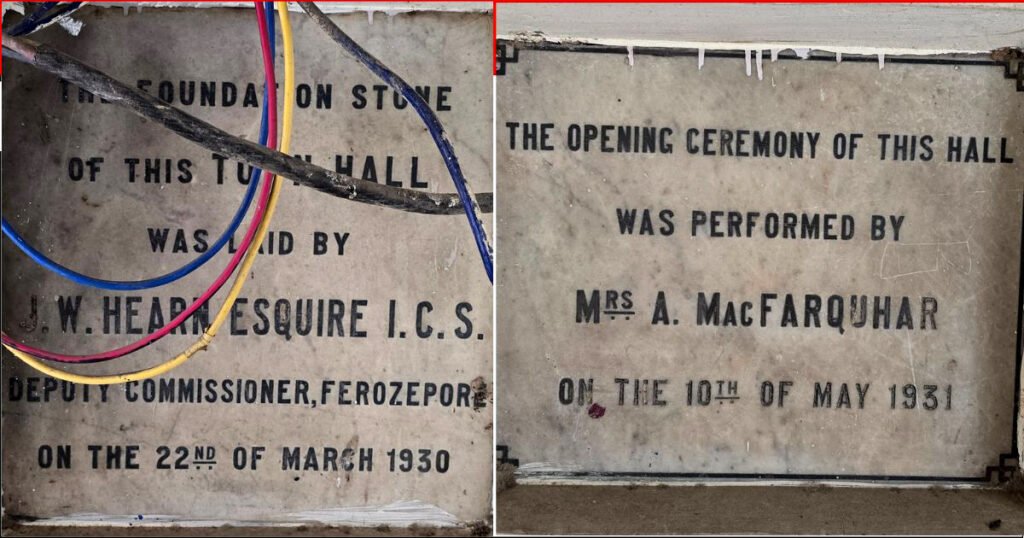 THE FOUNDATION STONE
OF THIS TOWN HALL
WAS LAID BY
J. W. HEARN ESQUIRE I.C.S.
DEPUTY COMMISSIONER, FEROZEPORE
ON THE 22ND OF MARCH 1930
THE OPENING CEREMONY OF THIS HALL
WAS PERFORMED BY
MRS A. MACFARQUHAR
ON THE 10TH OF MAY 1931